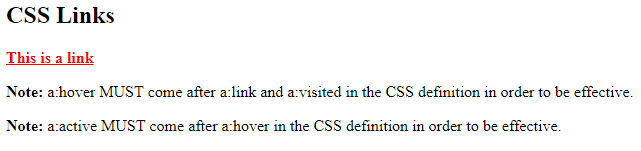 CSS Links
This is a link
Note: a:hover MUST come after a:link and a:visited in the CSS definition in order to be effective.
Note: a:active MUST come after a:hover in the CSS definition in order to be effective.